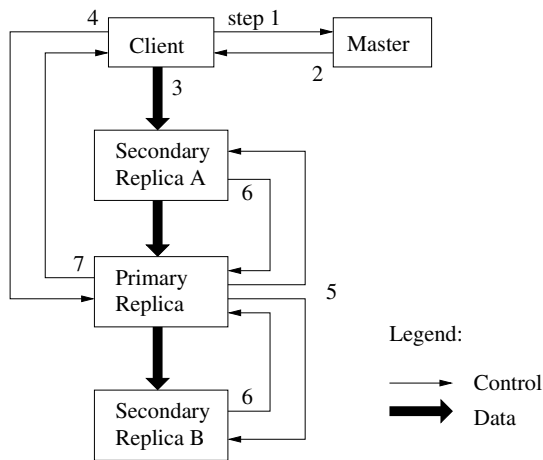 4
Client
step 1
Master
2
3
Secondary
Replica A
6
7
Primary
Replica
5
Legend:
6
Control
Secondary
Replica B
Data